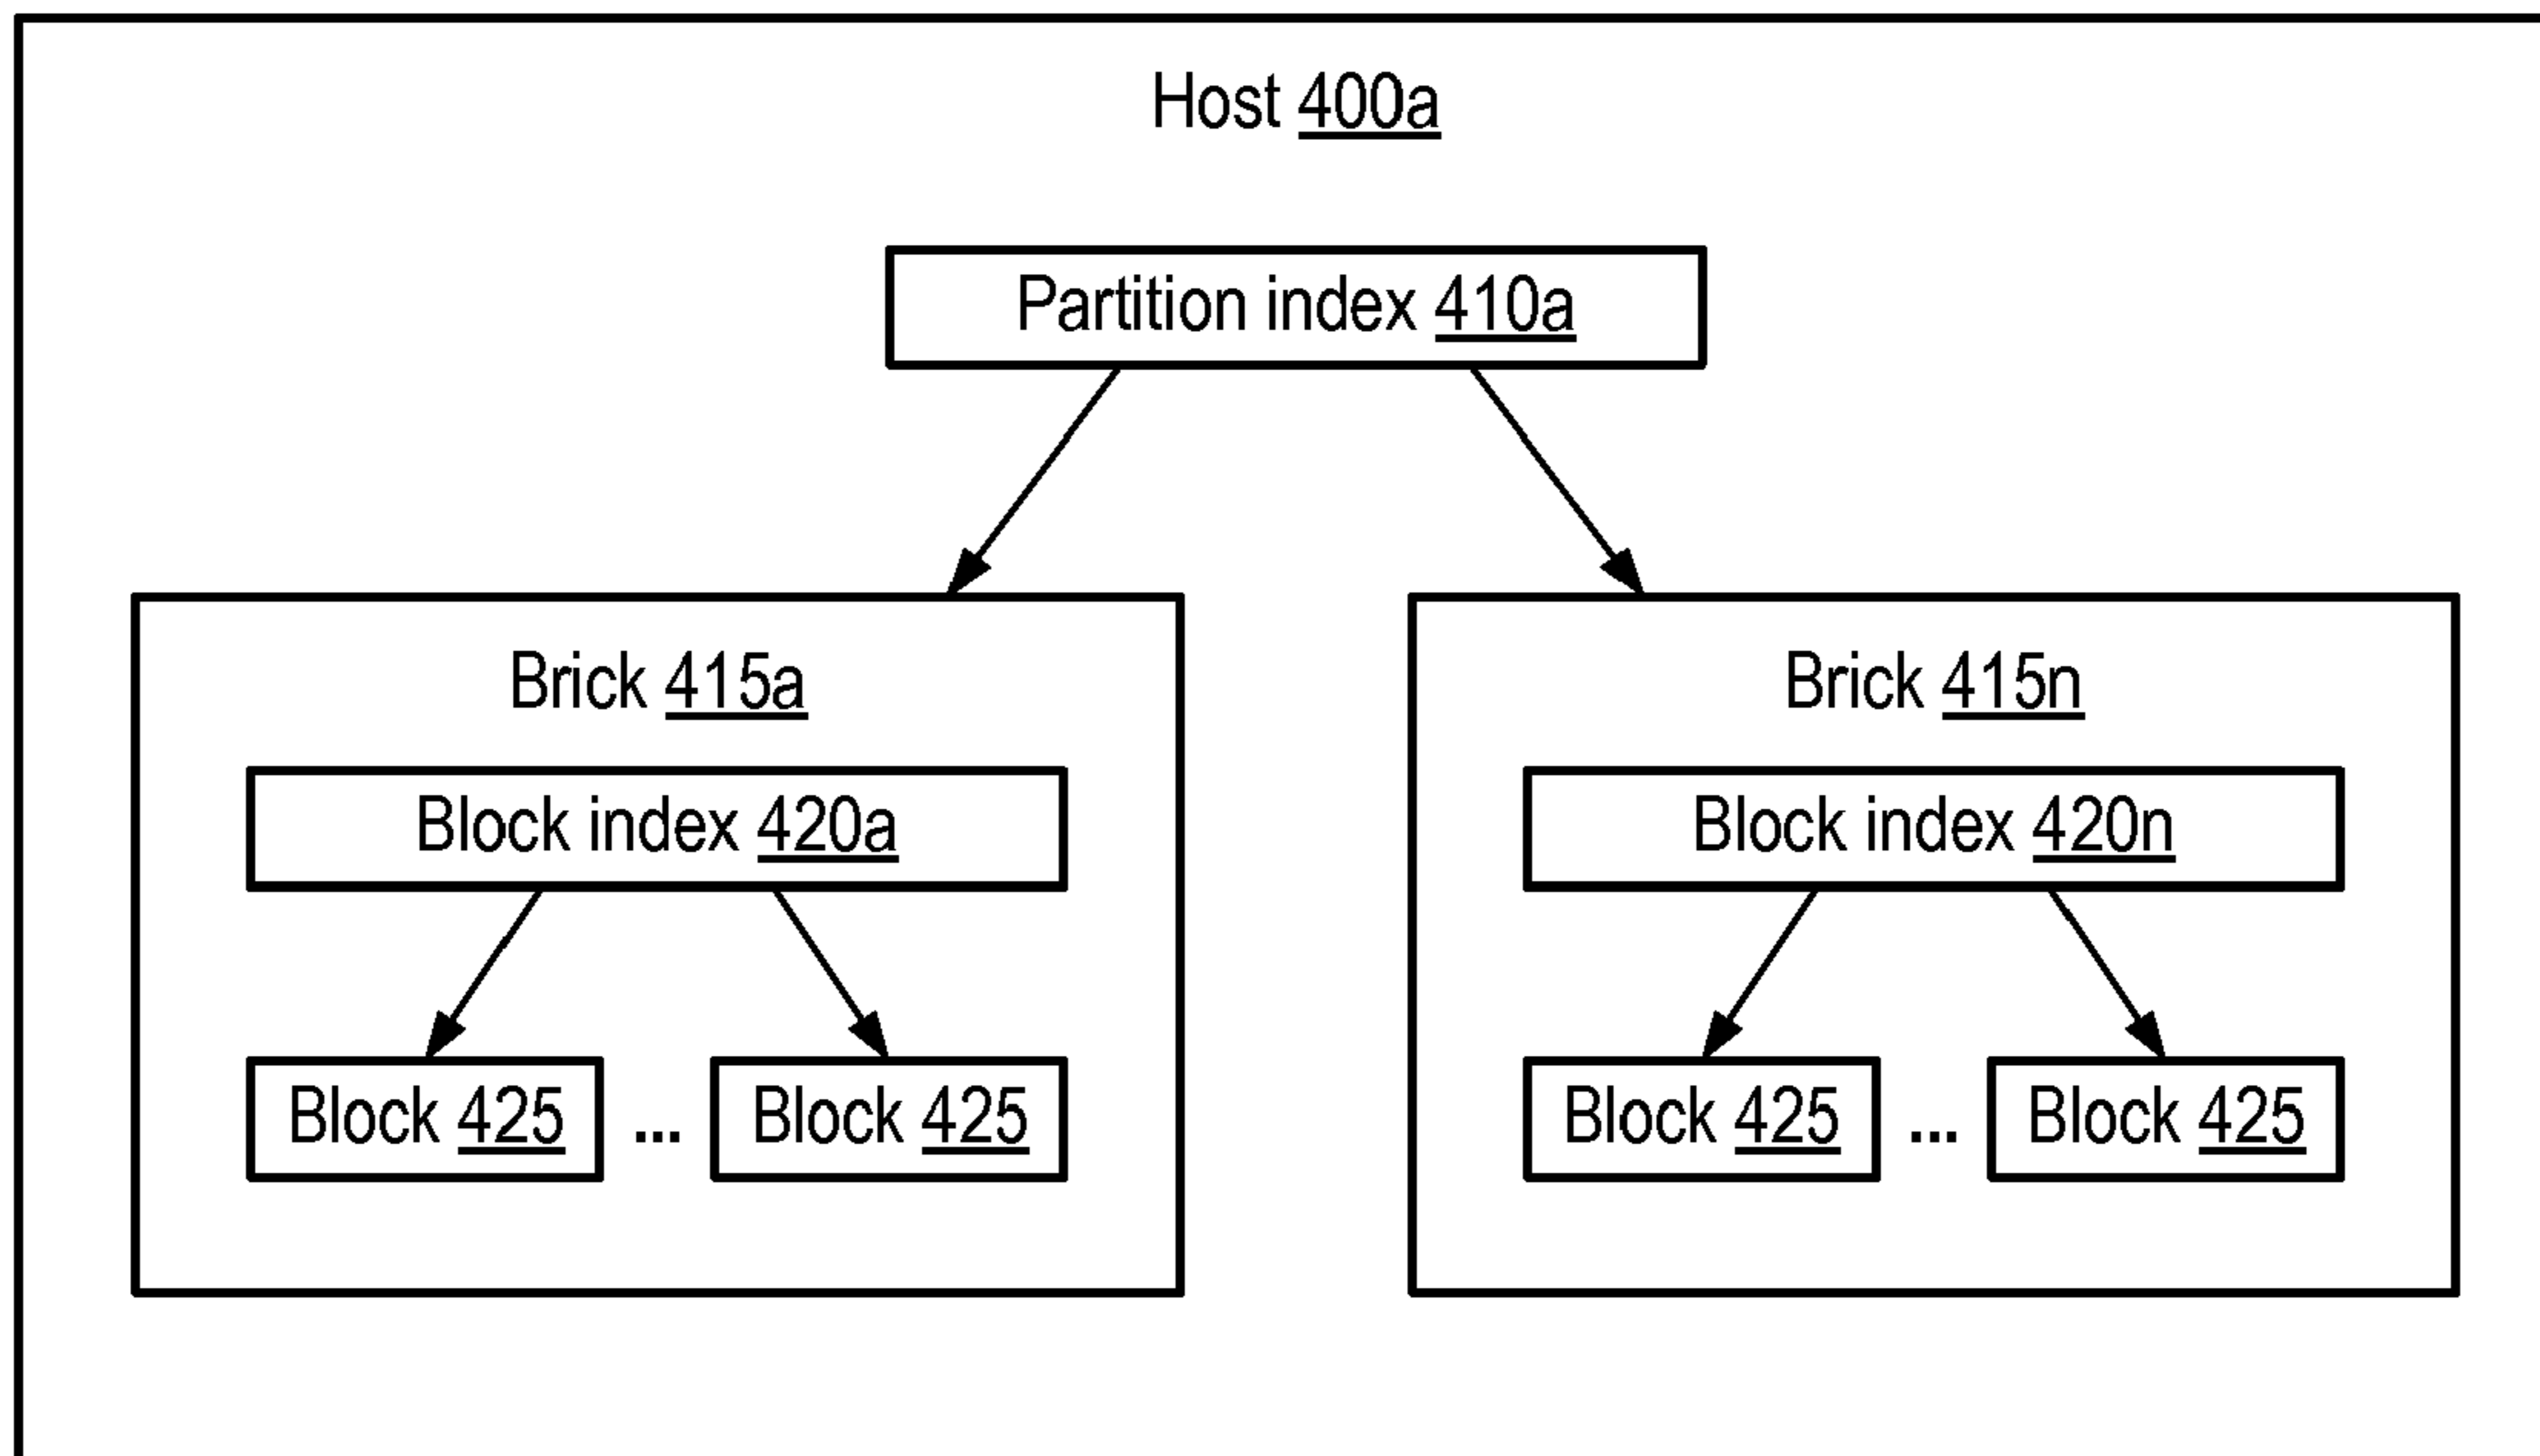 Host 400a
Partition index 410a
Brick 415a
Brick 415n
Block index 420a
Block index 420n
Block 425 ... Block 425
Block 425 ... Block 425